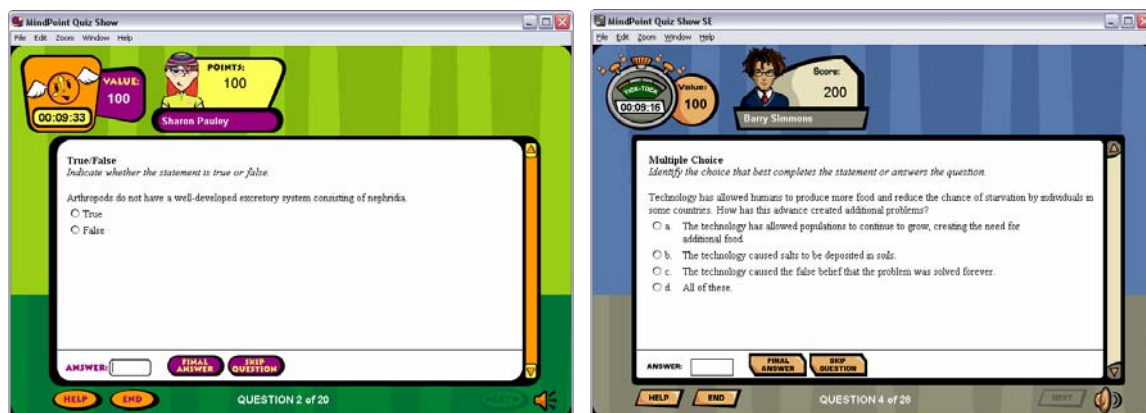 MindPoint Quiz Show
File Edit Zoom Window Help
VALUE:
100
00:09:33
POINTS:
100
Sharon Pauley
True/False
Indicate whether the statement is true or false.
Arthropods do not have a well-developed excretory system consisting of nephridia.
True
False
ANSWER:
FINAL ANSWER
SKIP QUESTION
HELP
END
QUESTION 2 of 20
NEXT
MindPoint Quiz Show SE
File Edit Zoom Window Help
TICK-TOCK
00:09:16
Value:
100
Score:
200
Barry Simmons
Multiple Choice
Identify the choice that best completes the statement or answers the question.
Technology has allowed humans to produce more food and reduce the chance of starvation by individuals in
some countries. How has this advance created additional problems?
a. The technology has allowed populations to continue to grow, creating the need for
additional food.
b. The technology caused salts to be deposited in soils.
c. The technology caused the false belief that the problem was solved forever.
d. All of these.
ANSWER:
FINAL ANSWER
SKIP QUESTION
HELP
END
QUESTION 4 of 28
NEXT